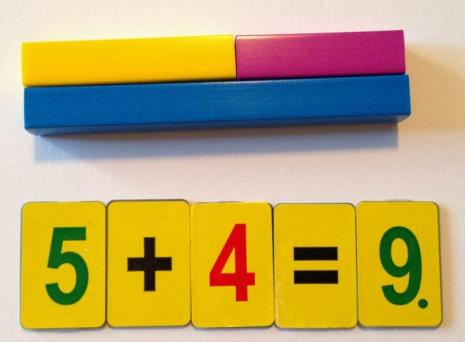 5 + 4 = 9.